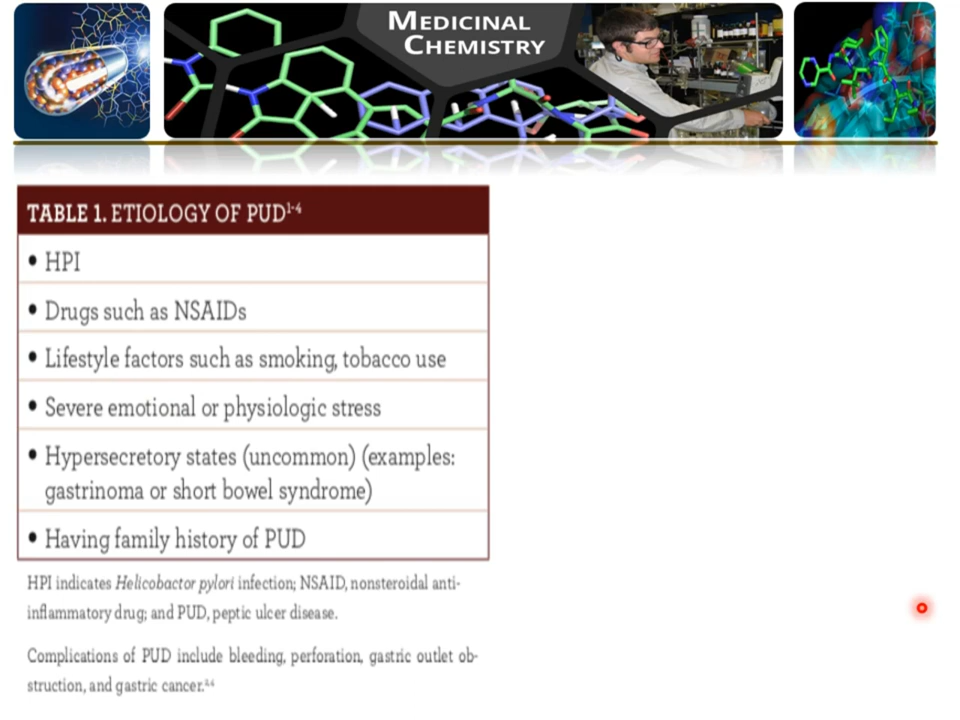 MEDICINAL
CHEMISTRY
TABLE 1. ETIOLOGY OF PUD1-4
• HPI
• Drugs such as NSAIDs
• Lifestyle factors such as smoking, tobacco use
• Severe emotional or physiologic stress
• Hypersecretory states (uncommon) (examples:
gastrinoma or short bowel syndrome)
• Having family history of PUD
HPI indicates Helicobactor pylori infection; NSAID, nonsteroidal anti-
inflammatory drug; and PUD, peptic ulcer disease.
Complications of PUD include bleeding, perforation, gastric outlet ob-
struction, and gastric cancer.